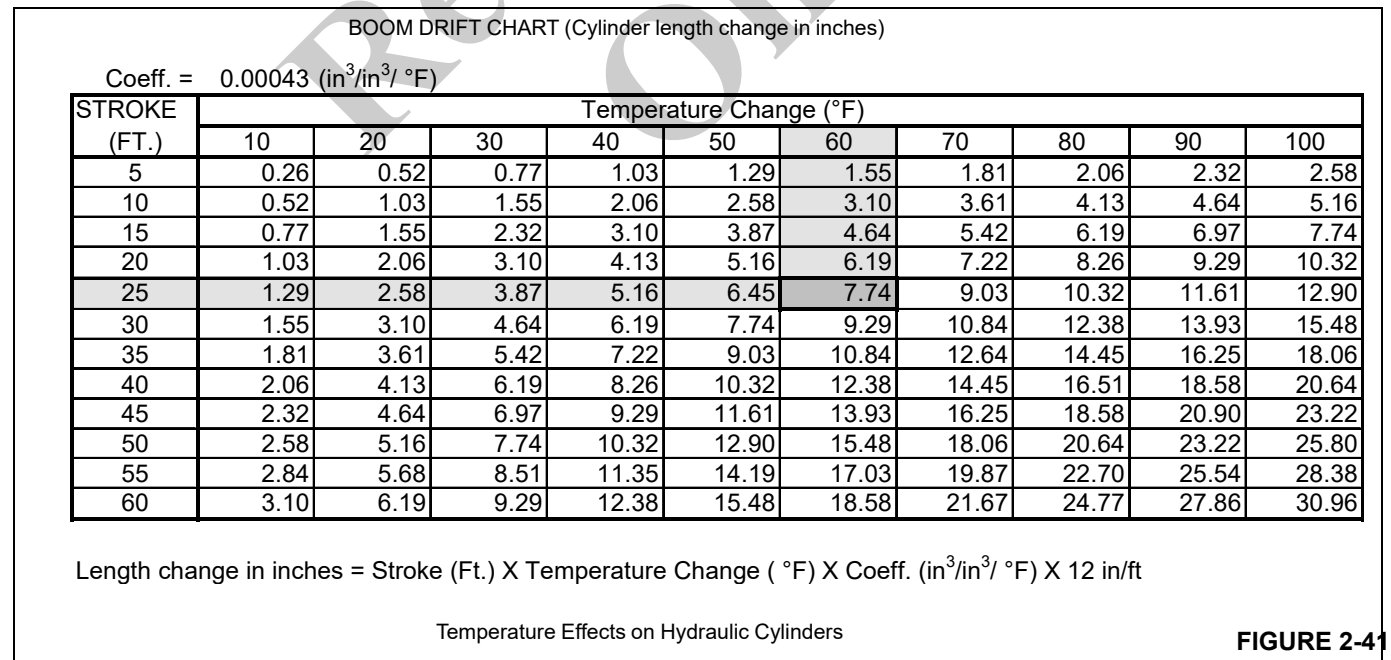 BOOM DRIFT CHART (Cylinder length change in inches)
Coeff. = 0.00043 (in³/in³/ °F)
STROKE Temperature Change (°F)
(FT.) 10 20 30 40 50 60 70 80 90 100
5 0.26 0.52 0.77 1.03 1.29 1.55 1.81 2.06 2.32 2.58
10 0.52 1.03 1.55 2.06 2.58 3.10 3.61 4.13 4.64 5.16
15 0.77 1.55 2.32 3.10 3.87 4.64 5.42 6.19 6.97 7.74
20 1.03 2.06 3.10 4.13 5.16 6.19 7.22 8.26 9.29 10.32
25 1.29 2.58 3.87 5.16 6.45 7.74 9.03 10.32 11.61 12.90
30 1.55 3.10 4.64 6.19 7.74 9.29 10.84 12.38 13.93 15.48
35 1.81 3.61 5.42 7.22 9.03 10.84 12.64 14.45 16.25 18.06
40 2.06 4.13 6.19 8.26 10.32 12.38 14.45 16.51 18.58 20.64
45 2.32 4.64 6.97 9.29 11.61 13.93 16.25 18.58 20.90 23.22
50 2.58 5.16 7.74 10.32 12.90 15.48 18.06 20.64 23.22 25.80
55 2.84 5.68 8.51 11.35 14.19 17.03 19.87 22.70 25.54 28.38
60 3.10 6.19 9.29 12.38 15.48 18.58 21.67 24.77 27.86 30.96
Length change in inches = Stroke (Ft.) X Temperature Change ( °F) X Coeff. (in³/in³/ °F) X 12 in/ft
Temperature Effects on Hydraulic Cylinders
FIGURE 2-41